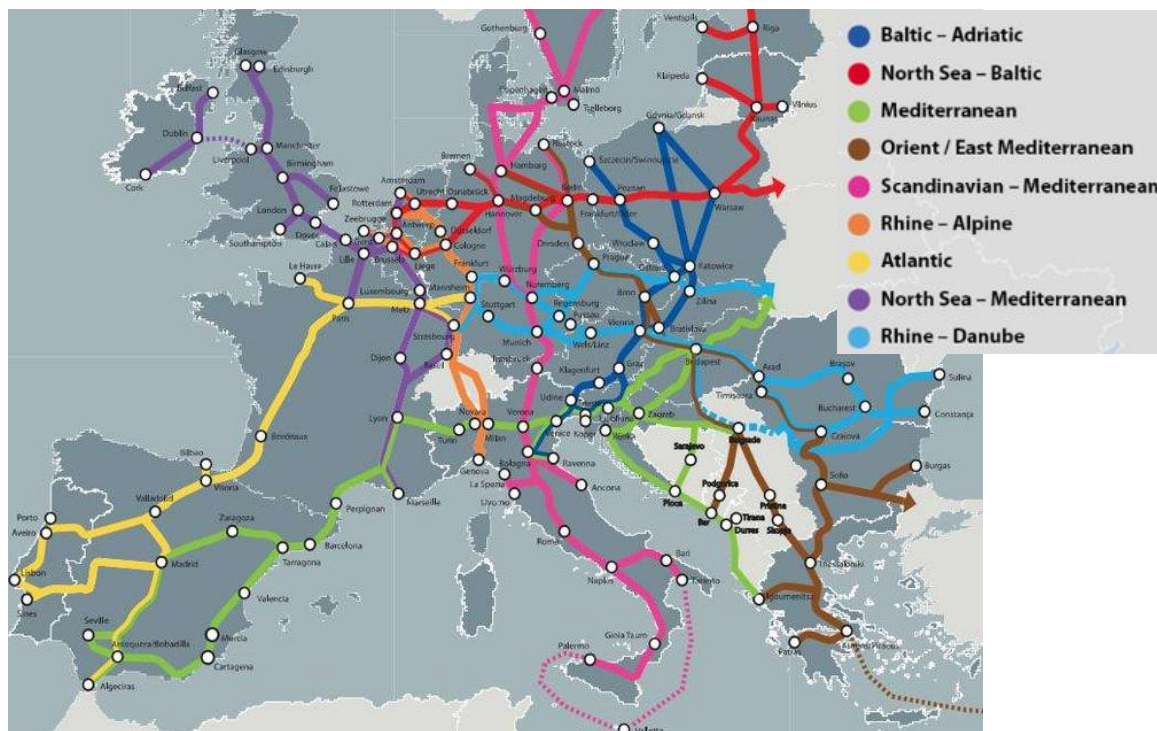 Baltic – Adriatic
North Sea – Baltic
Mediterranean
Orient / East Mediterranean
Scandinavian – Mediterranean
Rhine – Alpine
Atlantic
North Sea – Mediterranean
Rhine – Danube
Ventspils
Riga
Gothenburg
Glasgow
Edinburgh
Klaipeda
Belfast
Copenhagen
Malmö
Trelleborg
Vilnius
Kaunas
Gdynia/Gdansk
Dublin
Rostock
Manchester
Liverpool
Bremen
Szczecin/Swinoujscie
Hamburg
Birmingham
Cork
Amsterdam
Utrecht
Osnabrück
Felixstowe
Magdeburg
Berlin
Poznan
Rotterdam
Hannover
Frankfurt/Oder
Warsaw
London
Zeebrugge
Antwerp
Düsseldorf
Dover
Southampton
Calais
Gent
Cologne
Dresden
Wroclaw
Lille
Brussels
Liège
Prague
Ostrava
Katowice
Le Havre
Frankfurt
Würzburg
Luxembourg
Mannheim
Nuremberg
Brno
Zilina
Paris
Metz
Stuttgart
Regensburg
Passau
Strasbourg
Vienna
Bratislava
Munich
Wels/Linz
Dijon
Basel
Innsbruck
Budapest
Klagenfurt
Graz
Arad
Brașov
Sulina
Timișoara
Udine
Lyon
Novara
Verona
Ljubljana
Zagreb
Bucharest
Constanța
Turin
Milan
Venice
Koper
Rijeka
Belgrade
Craiova
Bordeaux
Bologna
Sarajevo
Bilbao
Genova
Ravenna
Sofia
Burgas
Vitoria
La Spezia
Ancona
Podgorica
Marseille
Livorno
Ploce
Pristina
Valladolid
Perpignan
Bar
Tirana
Porto
Durres
Skopje
Aveiro
Zaragoza
Roma
Barcelona
Bari
Madrid
Tarragona
Thessaloniki
Naples
Taranto
Lisbon
Valencia
Igoumenitsa
Sines
Seville
Murcia
Gioia Tauro
Antequera/Bobadilla
Patras
Athens/Piraeus
Palermo
Cartagena
Algeciras
Valletta